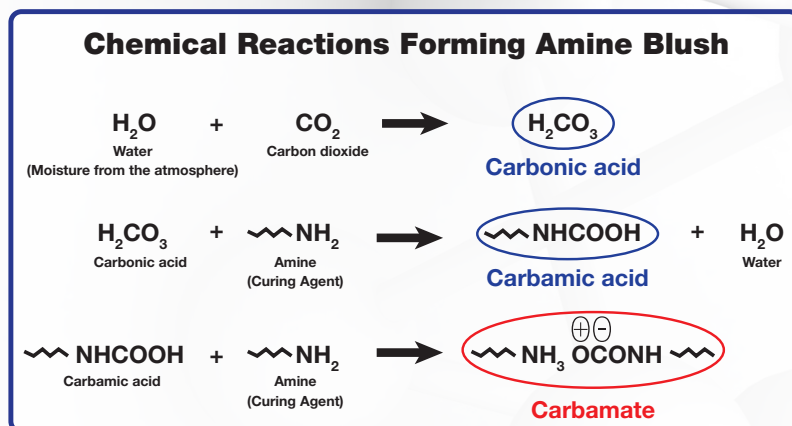 Chemical Reactions Forming Amine Blush
H₂O + CO₂ H₂CO₃
Water Carbon dioxide
(Moisture from the atmosphere) Carbonic acid
H₂CO₃ + NH₂ NHCOOH + H₂O
Carbonic acid Amine Carbamic acid Water
(Curing Agent)
+ -
NHCOOH + NH₂ NH₃ OCONH
Carbamic acid Amine
(Curing Agent) Carbamate